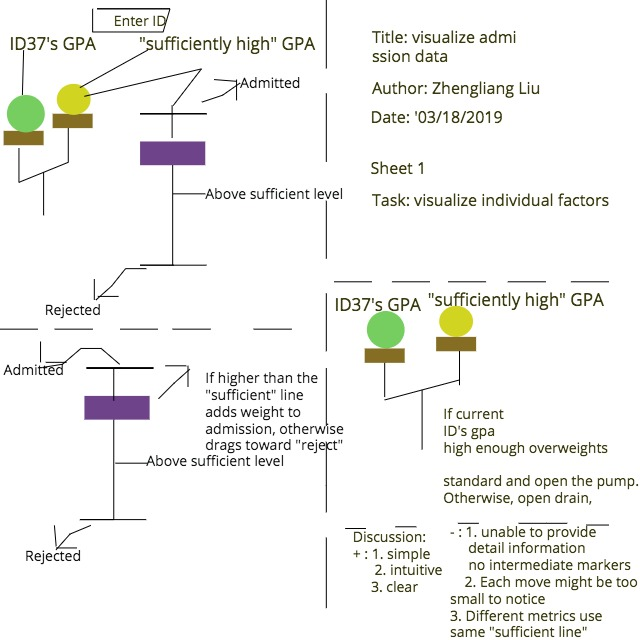 Enter ID
ID37's GPA
"sufficiently high" GPA
Admitted
Above sufficient level
Rejected
Title: visualize admi
ssion data
Author: Zhengliang Liu
Date: '03/18/2019
Sheet 1
Task: visualize individual factors
Admitted
If higher than the
"sufficient" line
adds weight to
admission, otherwise
drags toward "reject"
Above sufficient level
Rejected
ID37's GPA
"sufficiently high" GPA
If current
ID's gpa
high enough overweights
standard and open the pump.
Otherwise, open drain,
Discussion:
+ : 1. simple
2. intuitive
3. clear
- : 1. unable to provide
detail information
no intermediate markers
2. Each move might be too
small to notice
3. Different metrics use
same "sufficient line"